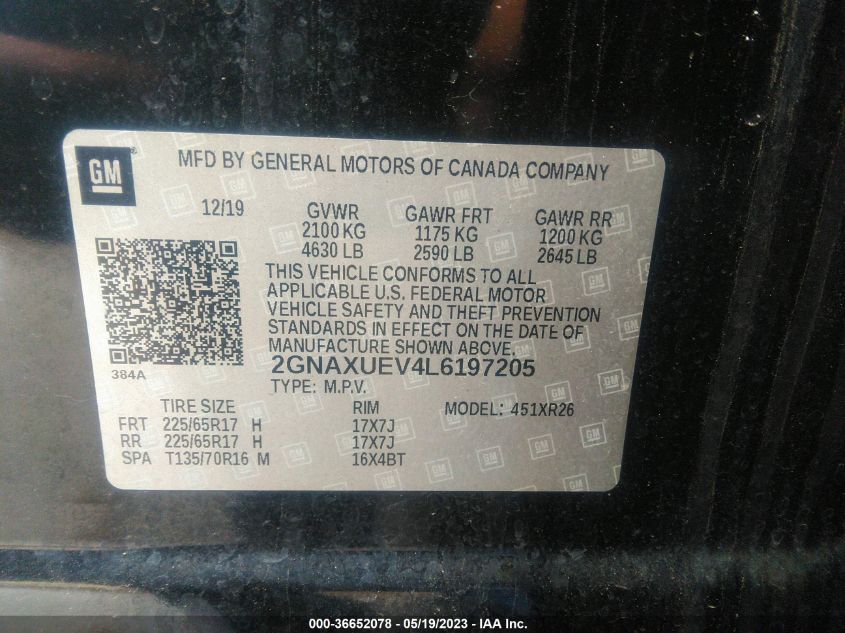 GM ® MFD BY GENERAL MOTORS OF CANADA COMPANY
12/19 GVWR GAWR FRT GAWR RR
2100 KG 1175 KG 1200 KG
4630 LB 2590 LB 2645 LB
THIS VEHICLE CONFORMS TO ALL
APPLICABLE U.S. FEDERAL MOTOR
VEHICLE SAFETY AND THEFT PREVENTION
STANDARDS IN EFFECT ON THE DATE OF
MANUFACTURE SHOWN ABOVE.
384A 2GNAXUEV4L6197205
TYPE: M.P.V.
TIRE SIZE RIM MODEL: 451XR26
FRT 225/65R17 H 17X7J
RR 225/65R17 H 17X7J
SPA T135/70R16 M 16X4BT
000-36652078 — 05/19/2023 — IAA Inc.